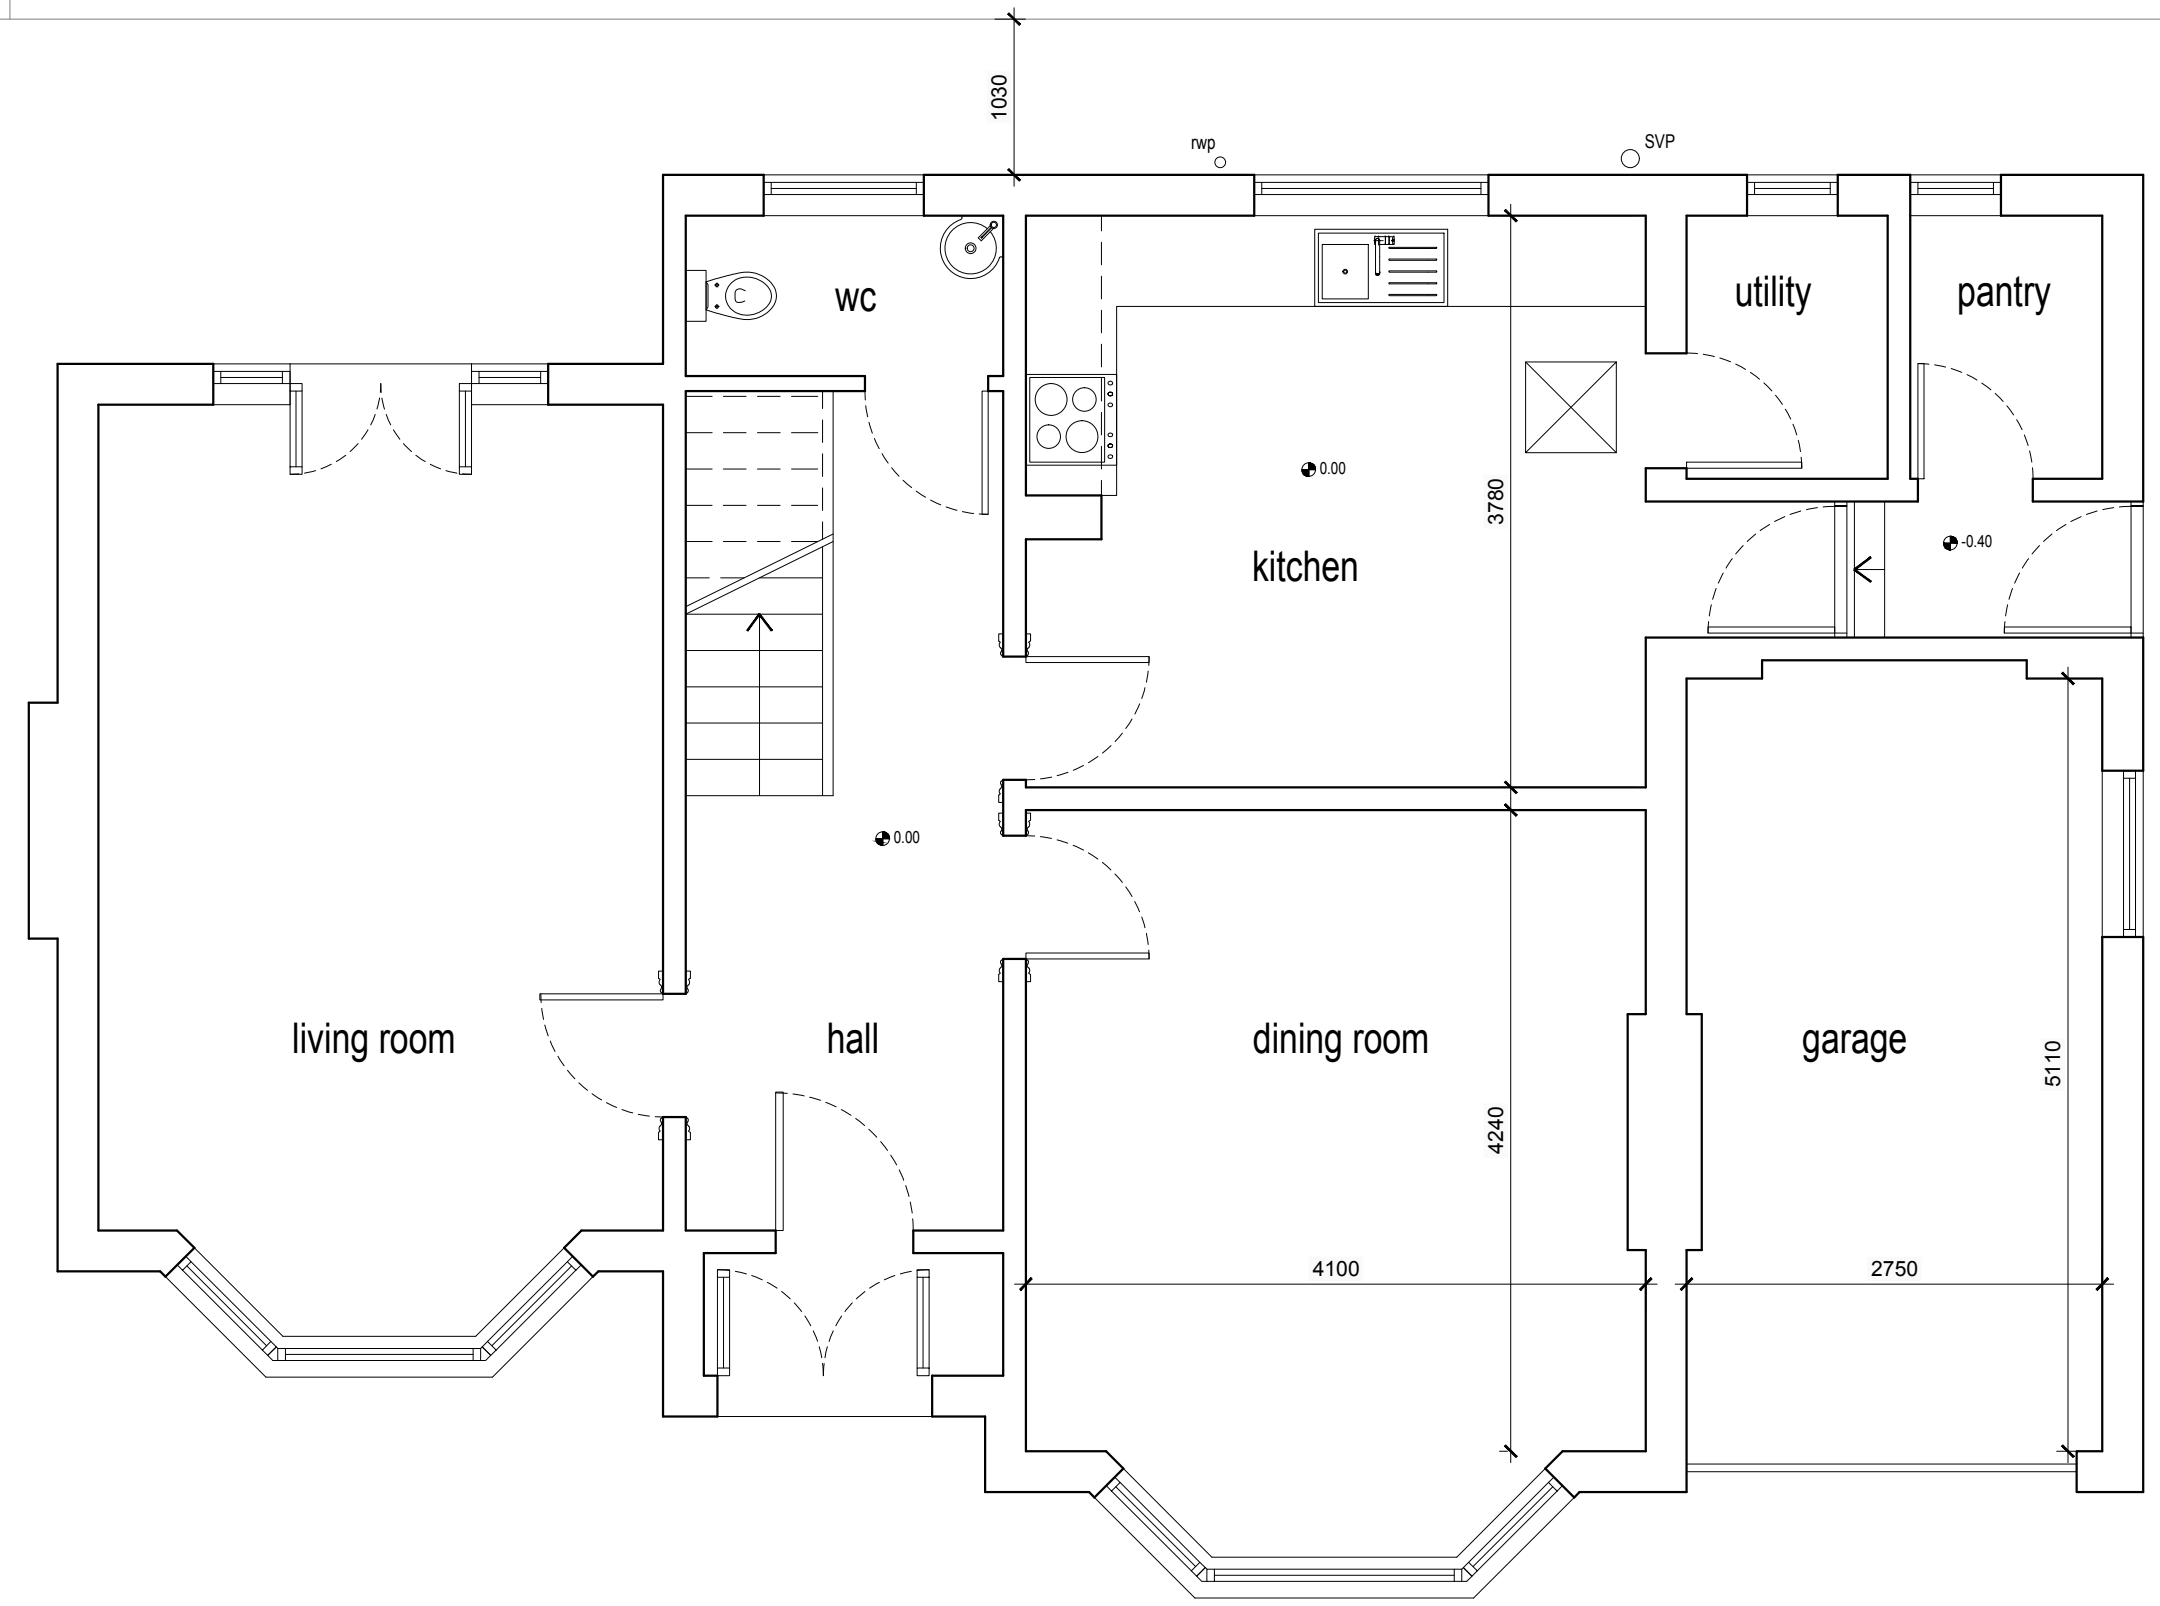 1030
rwp
SVP
wc
utility
pantry
0.00
3780
kitchen
-0.40
0.00
living room
hall
dining room
garage
5110
4240
4100
2750